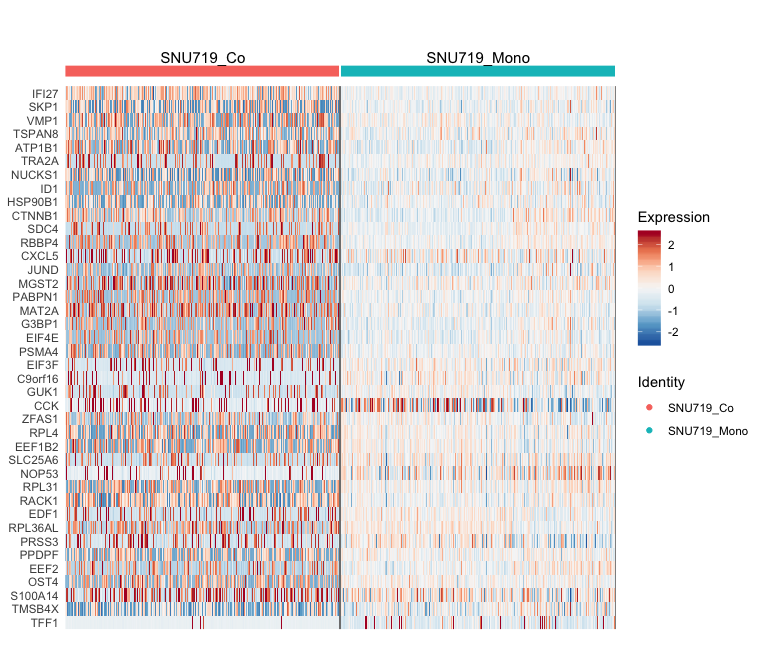 SNU719_Co SNU719_Mono
IFI27
SKP1
VMP1
TSPAN8
ATP1B1
TRA2A
NUCKS1
ID1
HSP90B1
CTNNB1
SDC4
RBBP4
CXCL5
JUND
MGST2
PABPN1
MAT2A
G3BP1
EIF4E
PSMA4
EIF3F
C9orf16
GUK1
CCK
ZFAS1
RPL4
EEF1B2
SLC25A6
NOP53
RPL31
RACK1
EDF1
RPL36AL
PRSS3
PPDPF
EEF2
OST4
S100A14
TMSB4X
TFF1
Expression
2
1
0
-1
-2
Identity
SNU719_Co
SNU719_Mono